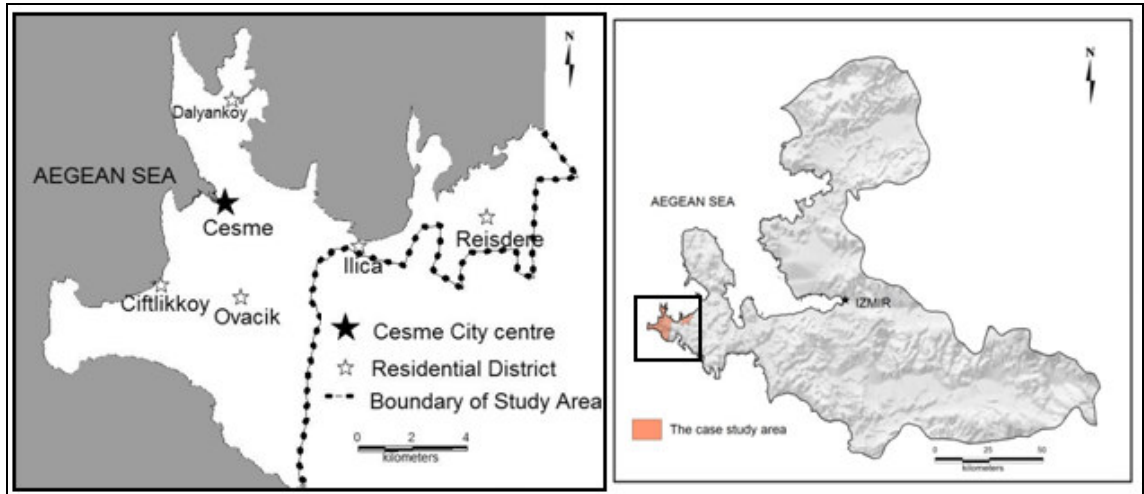 N
Dalyankoy
AEGEAN SEA
Cesme
Reisdere
Ilica
Ciftlikkoy
Ovacik
Cesme City centre
Residential District
Boundary of Study Area
0 2 4
kilometers
N
AEGEAN SEA
IZMIR
The case study area
0 25 50
kilometers